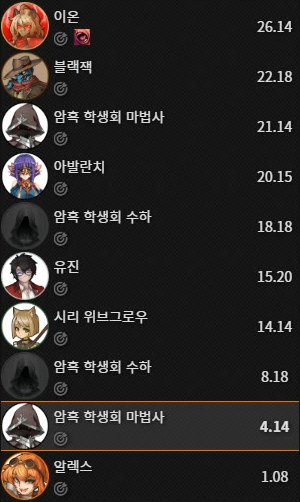 이온
26.14
블랙잭
22.18
암흑 학생회 마법사
21.14
아발란치
20.15
암흑 학생회 수하
18.18
유진
15.20
시리 위브그로우
14.14
암흑 학생회 수하
8.18
암흑 학생회 마법사
4.14
알렉스
1.08